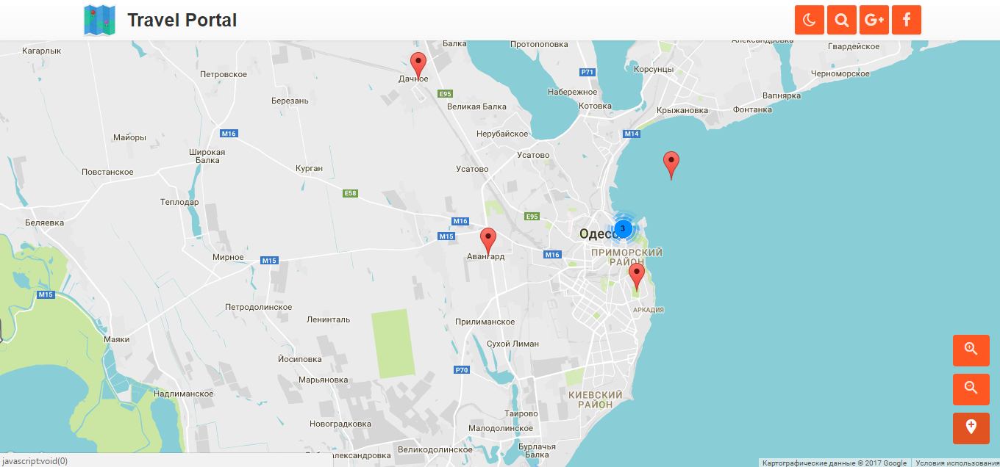 Travel Portal
G+
f
Кагарлык
Балка
Протопоповка
Александровка
Гвардейское
Петровское
Дачное
P71
Корсунцы
Черноморское
Березань
E95
Набережное
Вапнярка
Великая Балка
Котовка
Крыжановка
Фонтанка
M16
Нерубайское
M14
Майоры
Широкая
Балка
Усатово
Повстанское
Курган
Усатово
E58
Теплодар
Беляевка
M16
E95
M15
3
Одесс
Мирное
M15
Авангард
M16
ПРИМОРСКИЙ
РАЙОН
M15
Петродолинское
АРКАДИЯ
Ленинталь
Прилиманское
Маяки
Сухой Лиман
Йосиповка
P70
Марьяновка
Надлиманское
КИЕВСКИЙ
РАЙОН
Таирово
Новоградковка
Малодолинское
Великодолинское
Бурлачья
Балка
александровка
javascript:void(0)
Картографические данные © 2017 Google
Условия использования